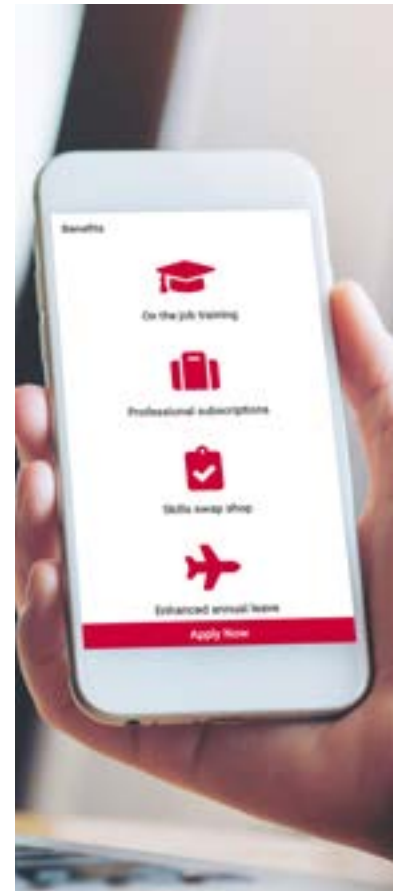 Benefits
On the job training
Professional subscriptions
Skills swap shop
Enhanced annual leave
Apply Now